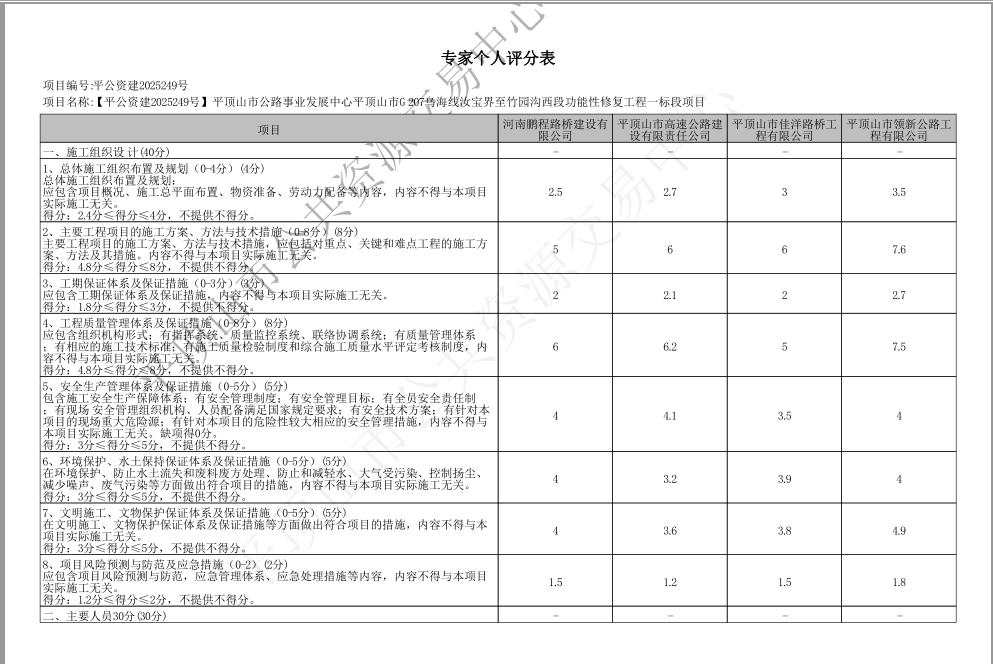 专家个人评分表
项目编号:平公资建2025249号
项目名称:【平公资建2025249号】平顶山市公路事业发展中心平顶山市G207乌海线汝宝界至竹园沟西段功能性修复工程一标段项目
项目 河南鹏程路桥建设有限公司 平顶山市高速公路建设有限责任公司 平顶山市佳洋路桥工程有限公司 平顶山市领新公路工程有限公司
一、施工组织设 计(40分) - - - -
1、总体施工组织布置及规划（0-4分）(4分)
总体施工组织布置及规划:
应包含项目概况、施工总平面布置、物资准备、劳动力配备等内容，内容不得与本项目
实际施工无关。
得分: 2.4分≤得分≤4分，不提供不得分。
2.5 2.7 3 3.5
2、主要工程项目的施工方案、方法与技术措施（0-8分）(8分)
主要工程项目的施工方案、方法与技术措施，应包括对重点、关键和难点工程的施工方
案、方法及其措施。内容不得与本项目实际施工无关。
得分: 4.8分≤得分≤8分，不提供不得分。
5 6 6 7.6
3、工期保证体系及保证措施（0-3分）(3分)
应包含工期保证体系及保证措施，内容不得与本项目实际施工无关。
得分: 1.8分≤得分≤3分，不提供不得分。
2 2.1 2 2.7
4、工程质量管理体系及保证措施（0-8分）(8分)
应包含组织机构形式；有指挥系统、质量监控系统、联络协调系统；有质量管理体系
；有相应的施工技术标准；有施工质量检验制度和综合施工质量水平评定考核制度，内
容不得与本项目实际施工无关。
得分: 4.8分≤得分≤8分，不提供不得分。
6 6.2 5 7.5
5、安全生产管理体系及保证措施（0-5分）(5分)
包含施工安全生产保障体系；有安全管理制度；有安全管理目标；有全员安全责任制
；有现场 安全管理组织机构、人员配备满足国家规定要求；有安全技术方案；有针对本
项目的现场重大危险源；有针对本项目的危险性较大相应的安全管理措施，内容不得与
本项目实际施工无关。缺项得0分。
得分: 3分≤得分≤5分，不提供不得分。
4 4.1 3.5 4
6、环境保护、水土保持保证体系及保证措施（0-5分）(5分)
在环境保护、防止水土流失和废料废方处理、防止和减轻水、大气受污染、控制扬尘、
减少噪声、废气污染等方面做出符合项目的措施，内容不得与本项目实际施工无关。
得分: 3分≤得分≤5分，不提供不得分。
4 3.2 3.9 4
7、文明施工、文物保护保证体系及保证措施（0-5分）(5分)
在文明施工、文物保护体系及保证措施等方面做出符合项目的措施，内容不得与本
项目实际施工无关。
得分: 3分≤得分≤5分，不提供不得分。
4 3.6 3.8 4.9
8、项目风险预测与防范及应急措施（0-2）(2分)
应包含项目风险预测与防范，应急管理体系、应急处理措施等内容，内容不得与本项目
实际施工无关。
得分: 1.2分≤得分≤2分，不提供不得分。
1.5 1.2 1.5 1.8
二、主要人员30分(30分) - - - -
平顶山市公共资源交易中心
平顶山市公共资源交易中心